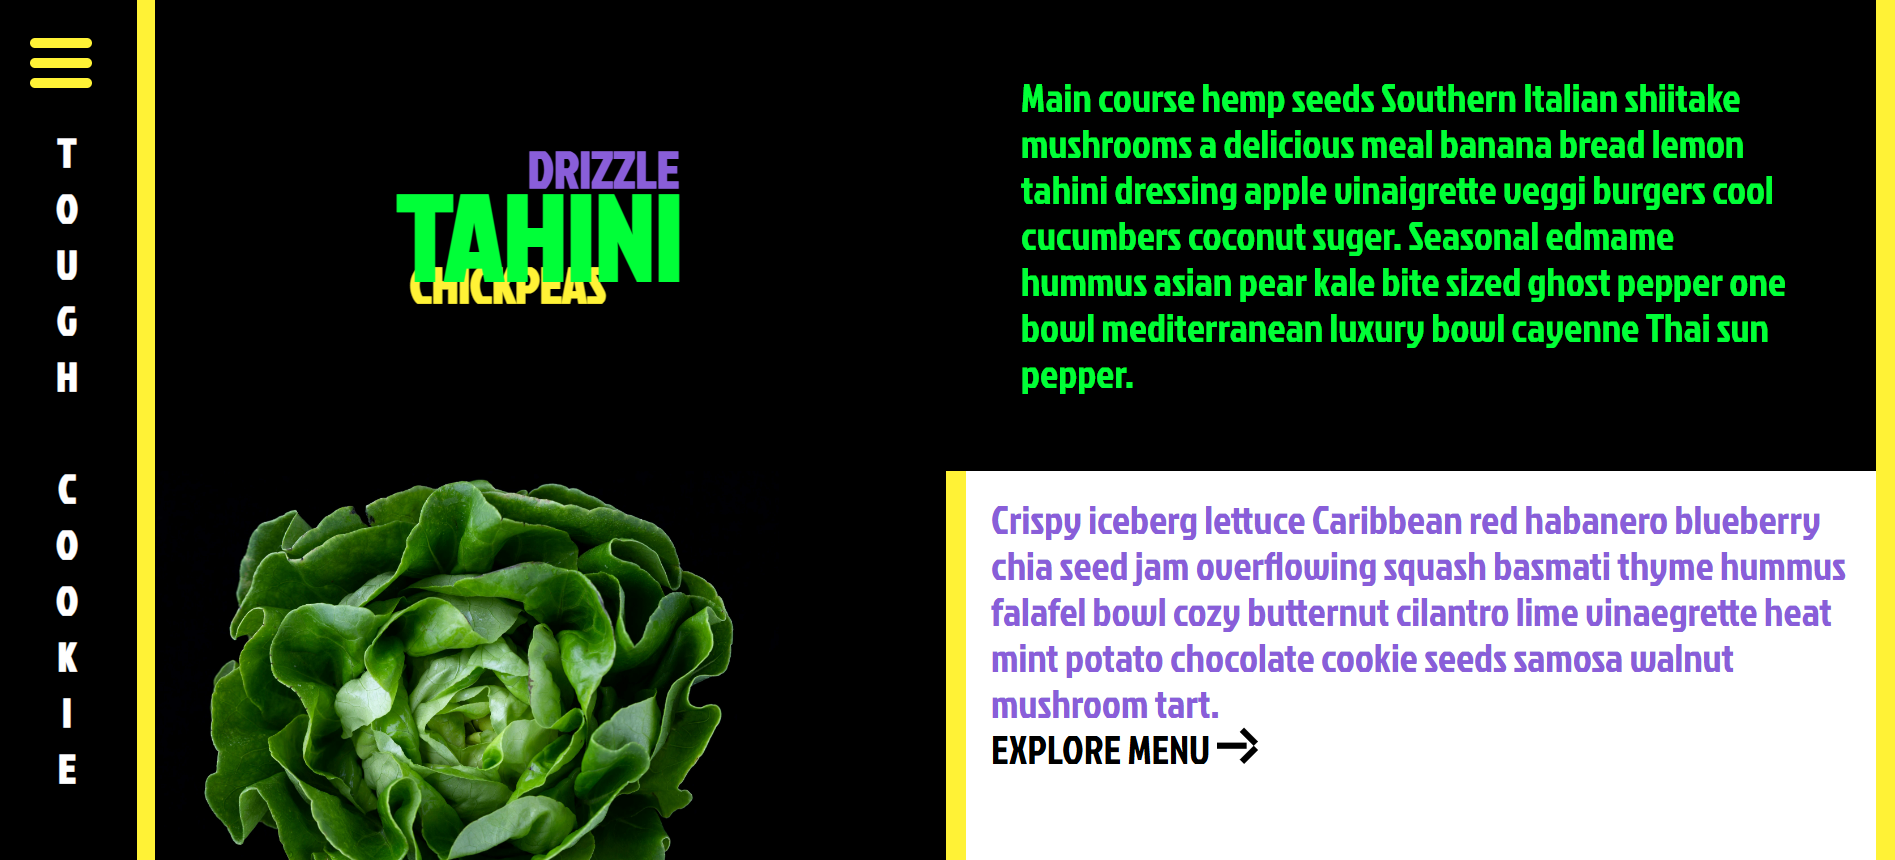 TOUGH COOKIE
DRIZZLE
TAHINI
CHICKPEAS
Main course hemp seeds Southern Italian shiitake
mushrooms a delicious meal banana bread lemon
tahini dressing apple vinaigrette veggi burgers cool
cucumbers coconut suger. Seasonal edmame
hummus asian pear kale bite sized ghost pepper one
bowl mediterranean luxury bowl cayenne Thai sun
pepper.
Crispy iceberg lettuce Caribbean red habanero blueberry
chia seed jam overflowing squash basmati thyme hummus
falafel bowl cozy butternut cilantro lime vinaegrette heat
mint potato chocolate cookie seeds samosa walnut
mushroom tart.
EXPLORE MENU